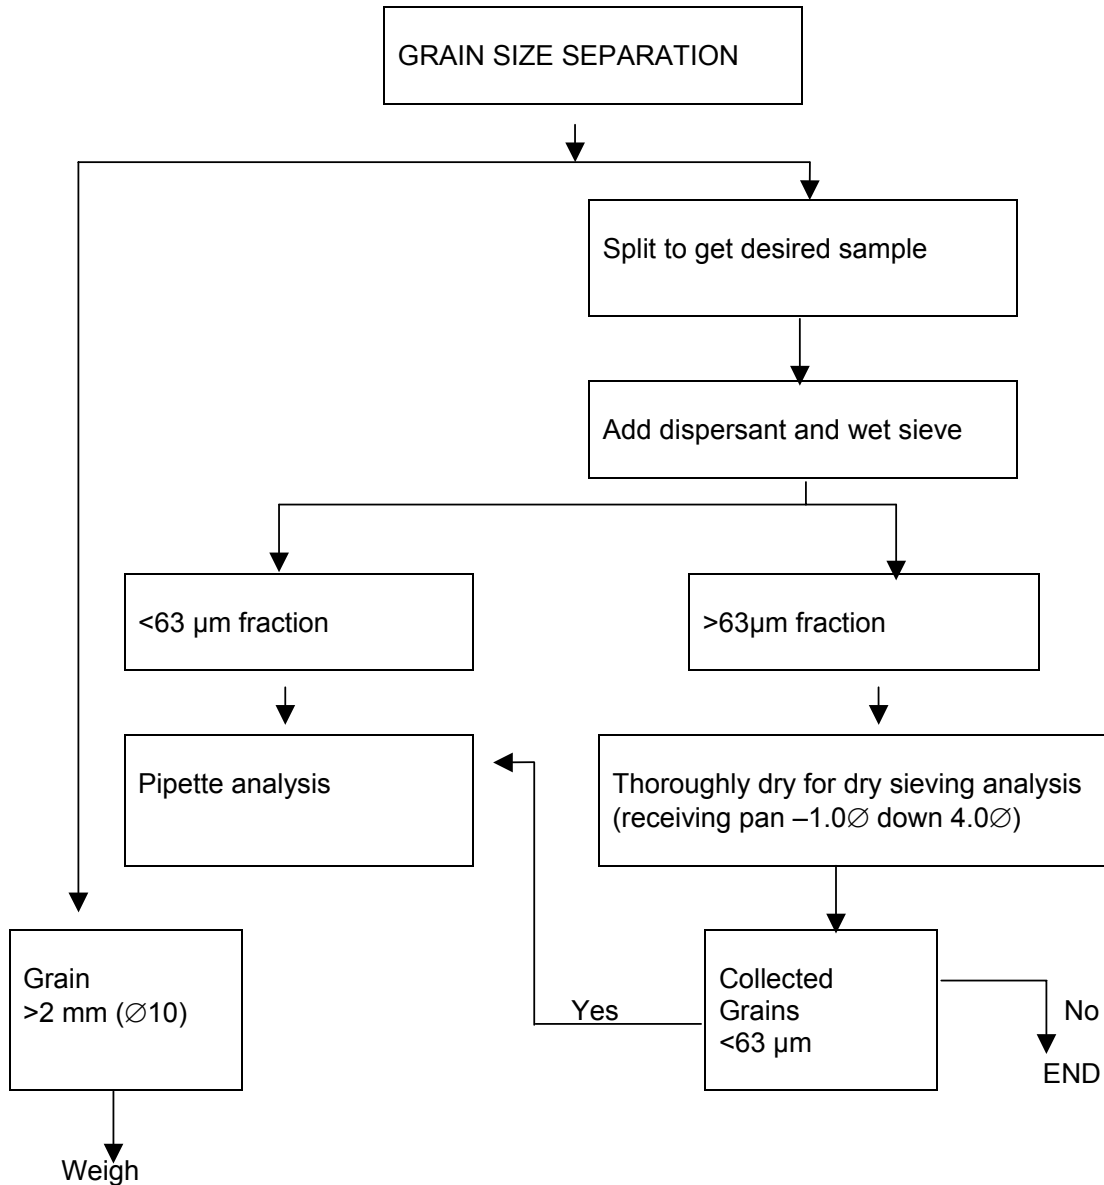 GRAIN SIZE SEPARATION
Split to get desired sample
Add dispersant and wet sieve
<63 µm fraction
>63µm fraction
Pipette analysis
Thoroughly dry for dry sieving analysis
(receiving pan –1.0∅ down 4.0∅)
Grain
>2 mm (∅10)
Collected
Grains
<63 µm
Yes
No
END
Weigh